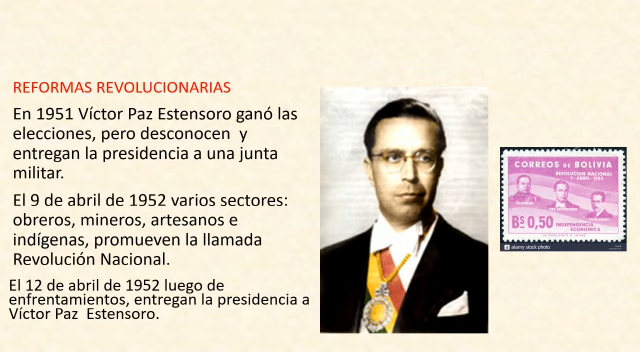 REFORMAS REVOLUCIONARIAS
En 1951 Víctor Paz Estensoro ganó las
elecciones, pero desconocen y
entregan la presidencia a una junta
militar.
El 9 de abril de 1952 varios sectores:
obreros, mineros, artesanos e
indígenas, promueven la llamada
Revolución Nacional.
El 12 de abril de 1952 luego de
enfrentamientos, entregan la presidencia a
Víctor Paz Estensoro.
CORREOS DE BOLIVIA
REVOLUCION NACIONAL
Bs 0,50 INDEPENDENCIA
ECONOMICA
alamy stock photo